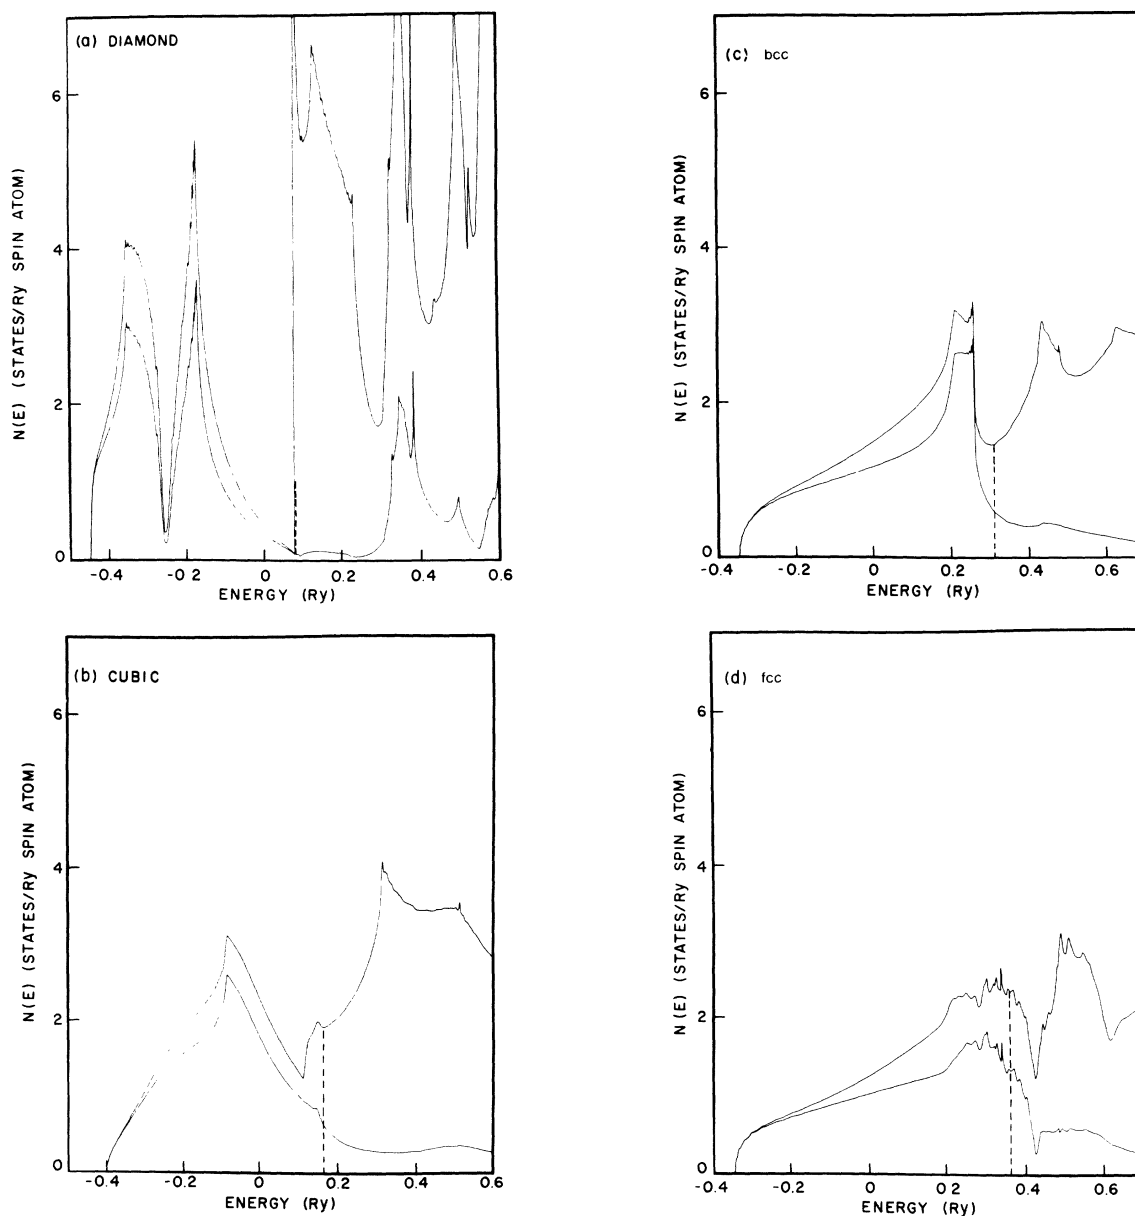 (a) DIAMOND
6
4
2
0
N(E) (STATES/Ry SPIN ATOM)
-0.4 -0.2 0 0.2 0.4 0.6
ENERGY (Ry)
(c) bcc
6
4
2
0
N(E) (STATES/Ry SPIN ATOM)
-0.4 -0.2 0 0.2 0.4 0.6
ENERGY (Ry)
(b) CUBIC
6
4
2
0
N(E) (STATES/Ry SPIN ATOM)
-0.4 -0.2 0 0.2 0.4 0.6
ENERGY (Ry)
(d) fcc
6
4
2
0
N(E) (STATES/Ry SPIN ATOM)
-0.4 -0.2 0 0.2 0.4 0.6
ENERGY (Ry)